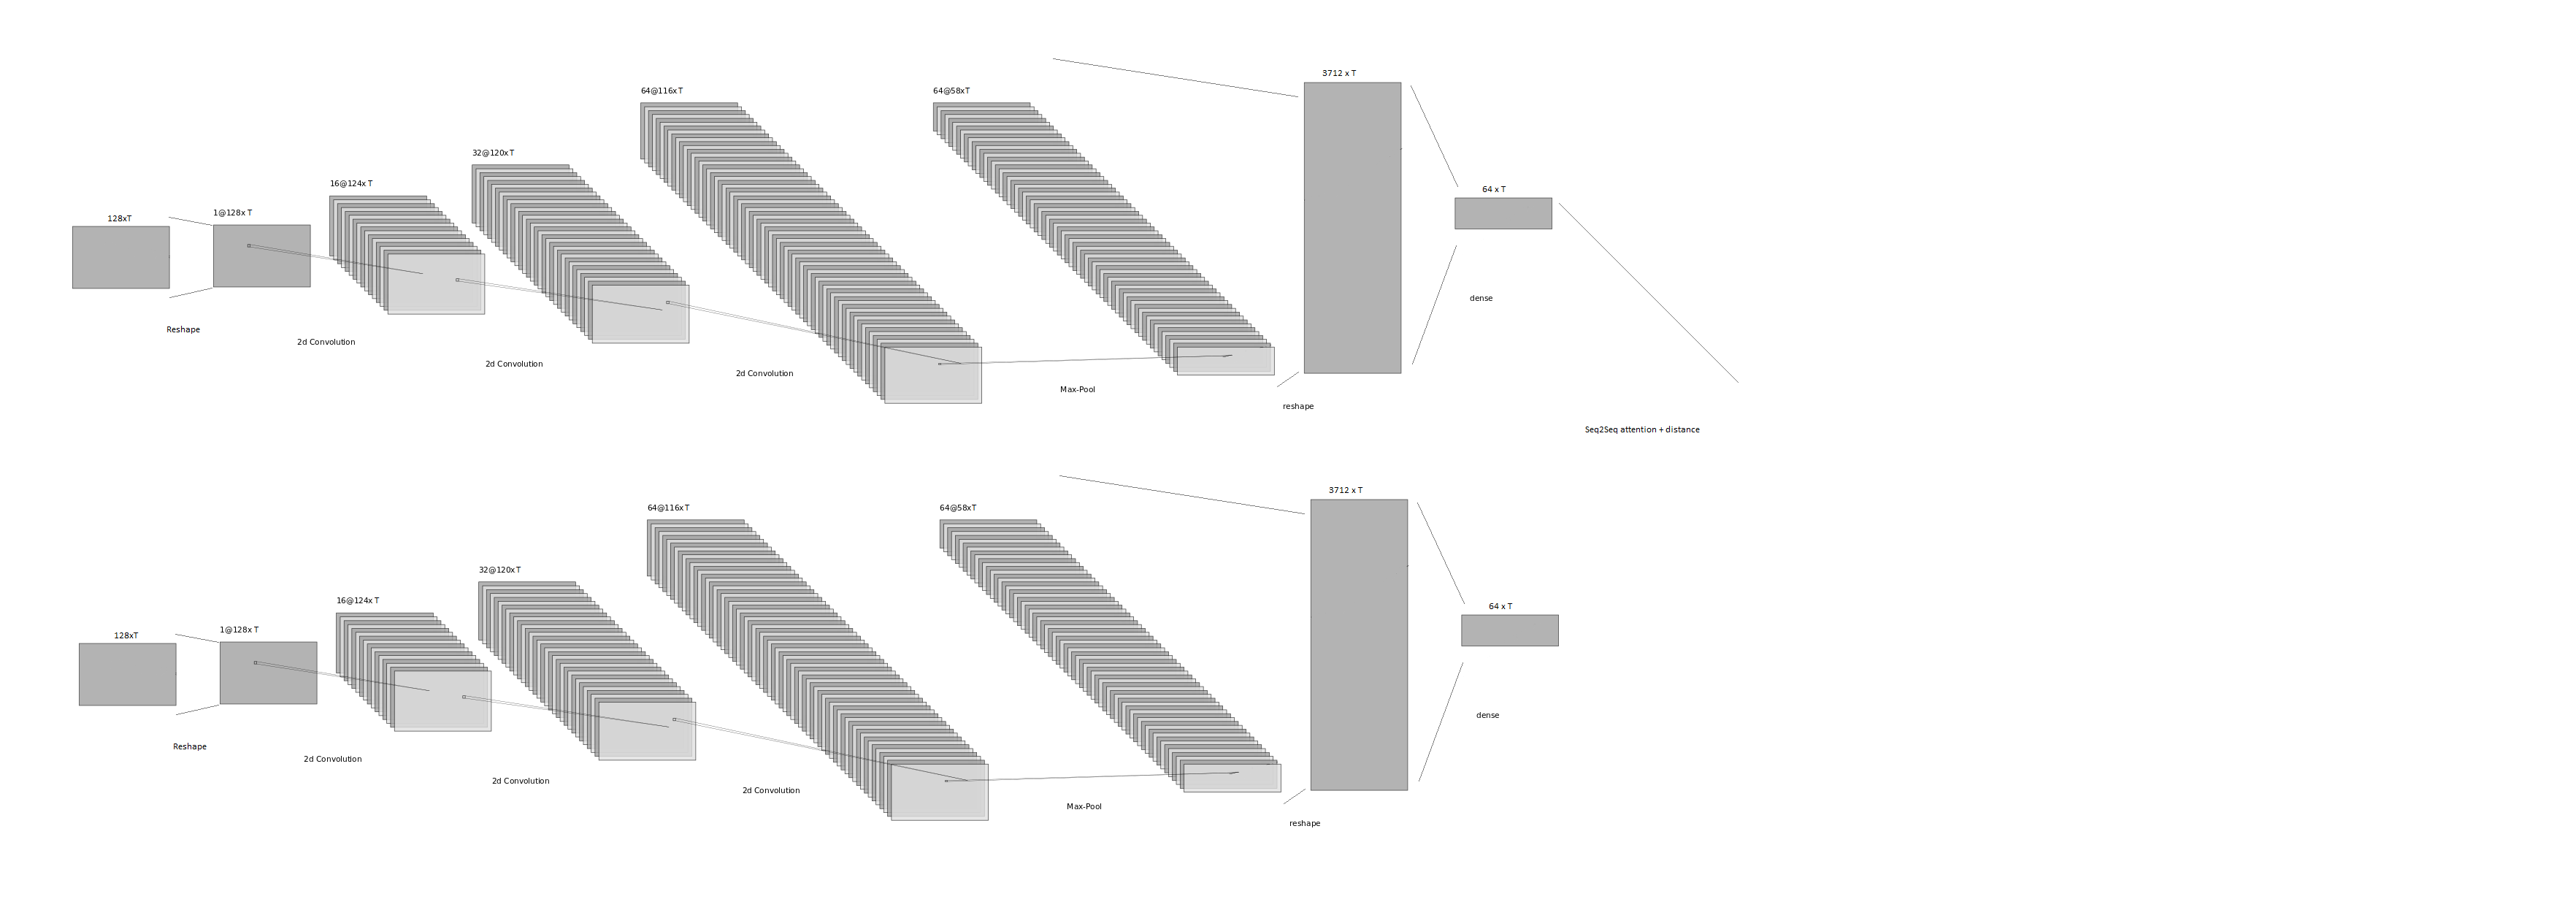 3712 x T
64@116xT
64@58xT
32@120xT
16@124x T
64 x T
1@128x T
128xT
dense
Reshape
2d Convolution
2d Convolution
2d Convolution
Max-Pool
reshape
Seq2Seq attention + distance
3712 x T
64@116xT
64@58xT
32@120xT
16@124x T
64 x T
1@128x T
128xT
dense
Reshape
2d Convolution
2d Convolution
2d Convolution
Max-Pool
reshape